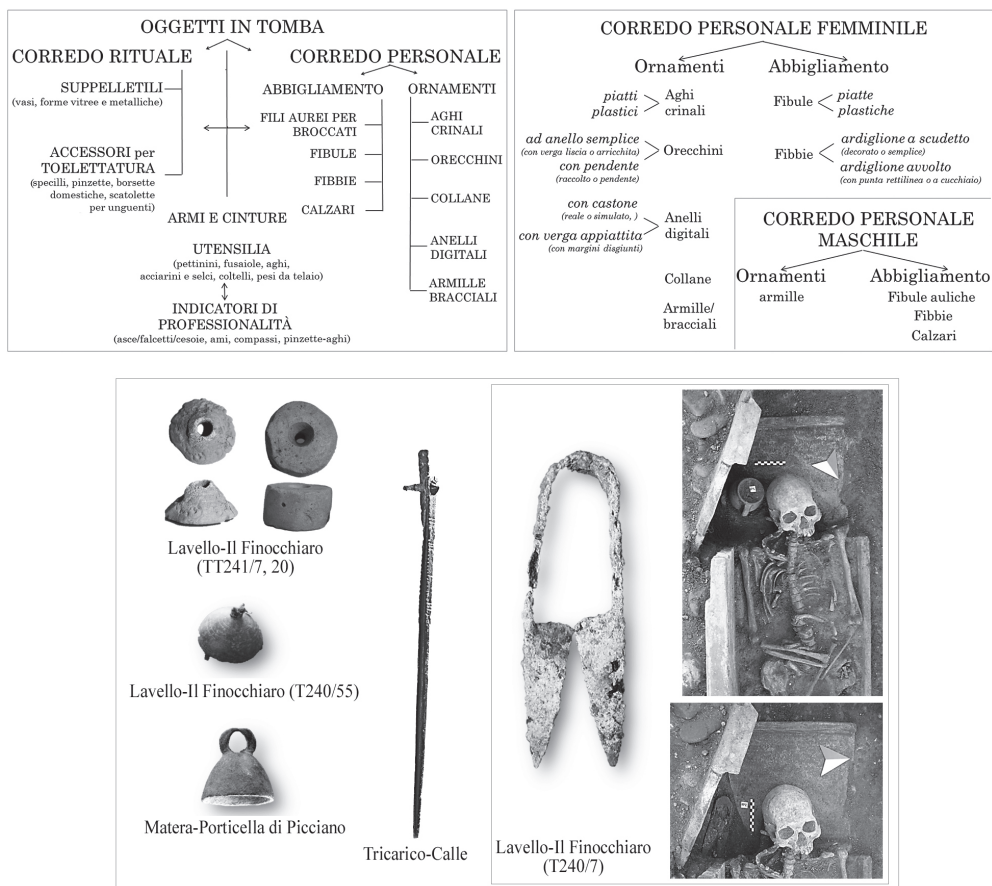 OGGETTI IN TOMBA
CORREDO RITUALE
SUPPELLETILI
(vasi, forme vitree e metalliche)
ACCESSORI per
TOELETTATURA
(specilli, pinzette, borsette
domestiche, scatolette
per unguenti)
ARMI E CINTURE
UTENSILIA
(pettinini, fusaiole, aghi,
acciarini e selci, coltelli, pesi da telaio)
INDICATORI DI
PROFESSIONALITÀ
(asce/falcetti/cesoie, ami, compassi, pinzette-aghi)
CORREDO PERSONALE
ABBIGLIAMENTO
FILI AUREI PER
BROCCATI
FIBULE
FIBBIE
CALZARI
ORNAMENTI
AGHI
CRINALI
ORECCHINI
COLLANE
ANELLI
DIGITALI
ARMILLE
BRACCIALI
CORREDO PERSONALE FEMMINILE
Ornamenti
piatti
plastici
Aghi
crinali
ad anello semplice
(con verga liscia o arricchita)
con pendente
(raccolto o pendente)
Orecchini
con castone
(reale o simulato, )
con verga appiattita
(con margini disgiunti)
Anelli
digitali
Collane
Armille/
bracciali
Abbigliamento
Fibule
piatte
plastiche
Fibbie
ardiglione a scudetto
(decorato o semplice)
ardiglione avvolto
(con punta rettilinea o a cucchiaio)
CORREDO PERSONALE
MASCHILE
Ornamenti
armille
Abbigliamento
Fibule auliche
Fibbie
Calzari
Lavello-Il Finocchiaro
(TT241/7, 20)
Lavello-Il Finocchiaro (T240/55)
Matera-Porticella di Picciano
Tricarico-Calle
Lavello-Il Finocchiaro
(T240/7)